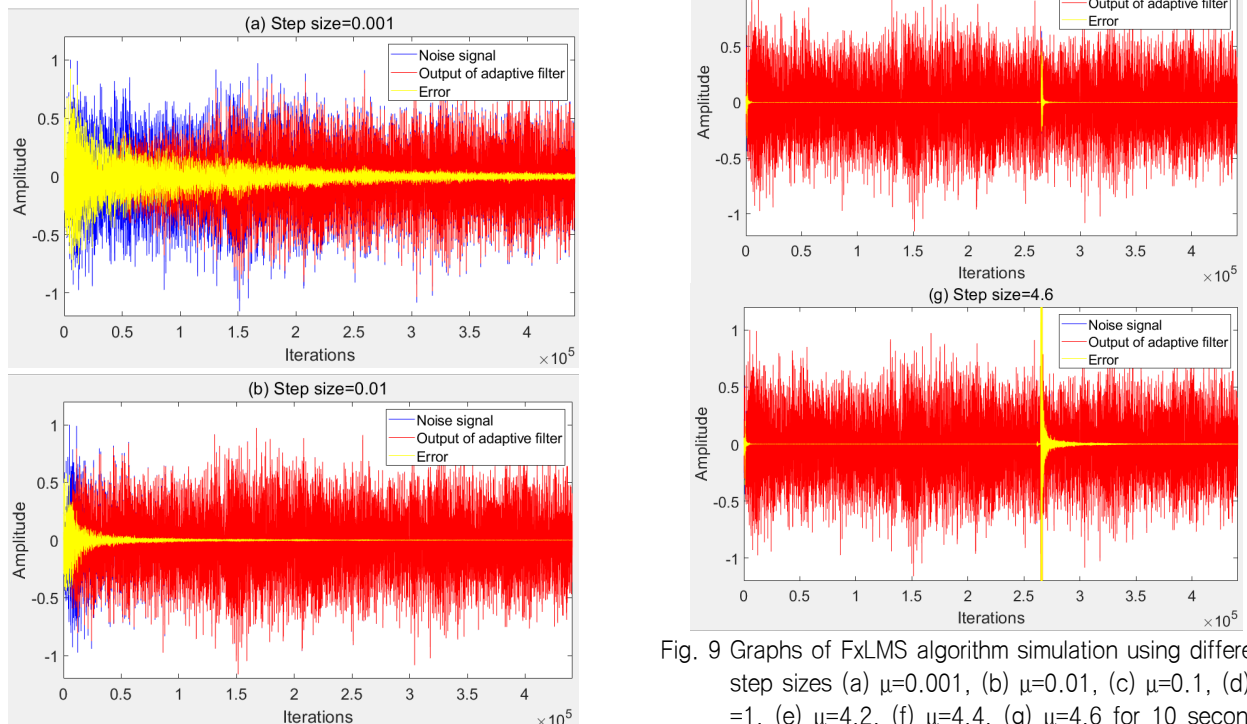 (a) Step size=0.001
Noise signal
Output of adaptive filter
Error
1
0.5
0
-0.5
-1
Amplitude
0 0.5 1 1.5 2 2.5 3 3.5 4
Iterations
×10⁵
(b) Step size=0.01
Noise signal
Output of adaptive filter
Error
1
0.5
0
-0.5
-1
Amplitude
0 0.5 1 1.5 2 2.5 3 3.5 4
Iterations
×10⁵
Output of adaptive filter
Error
0.5
0
-0.5
-1
Amplitude
0 0.5 1 1.5 2 2.5 3 3.5 4
Iterations
×10⁵
(g) Step size=4.6
Noise signal
Output of adaptive filter
Error
1
0.5
0
-0.5
-1
Amplitude
0 0.5 1 1.5 2 2.5 3 3.5 4
Iterations
×10⁵
Fig. 9 Graphs of FxLMS algorithm simulation using differe
step sizes (a) μ=0.001, (b) μ=0.01, (c) μ=0.1, (d)
=1, (e) μ=4.2, (f) μ=4.4, (g) μ=4.6 for 10 secon